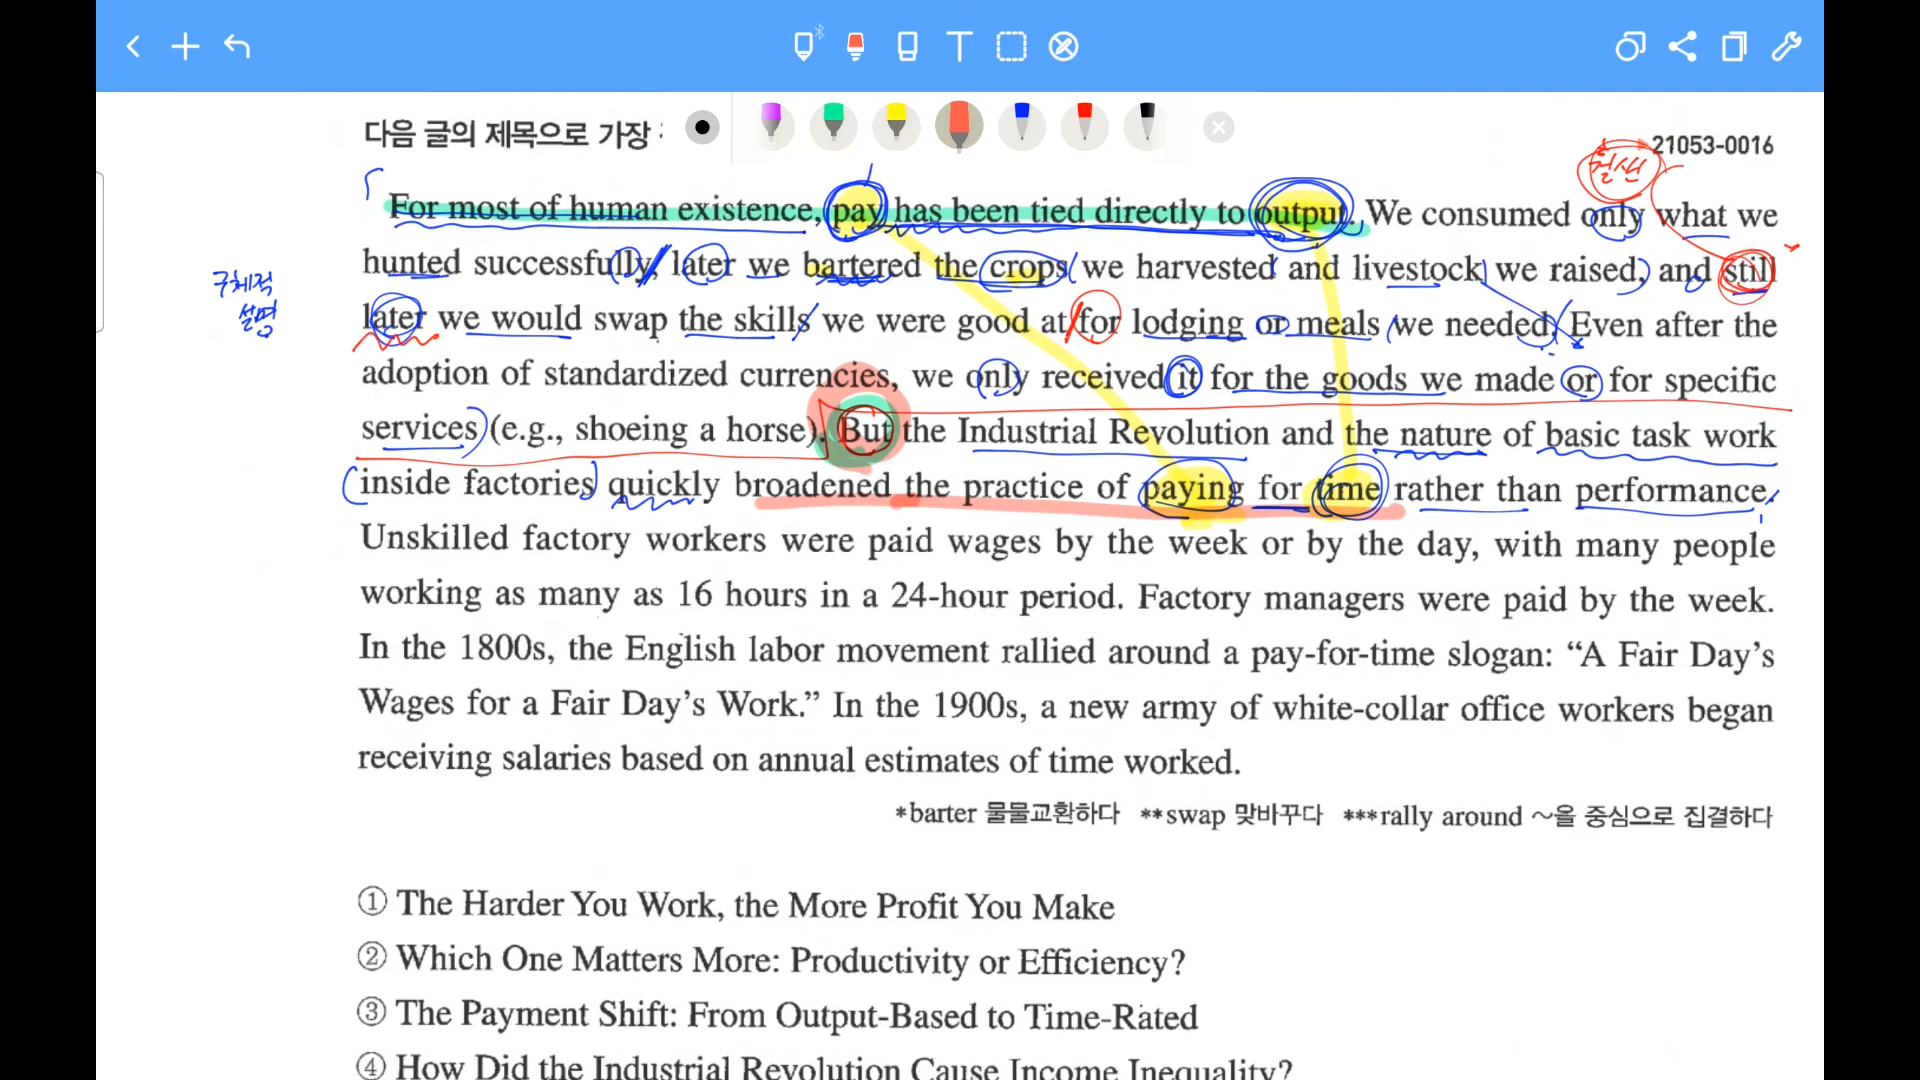 다음 글의 제목으로 가장
21053-0016
훨씬
For most of human existence, pay has been tied directly to output. We consumed only what we
hunted successfully, later we bartered the crops we harvested and livestock we raised, and still
구체적
설명
later we would swap the skills we were good at for lodging or meals we needed. Even after the
adoption of standardized currencies, we only received it for the goods we made or for specific
services (e.g., shoeing a horse). But the Industrial Revolution and the nature of basic task work
inside factories quickly broadened the practice of paying for time rather than performance.
Unskilled factory workers were paid wages by the week or by the day, with many people
working as many as 16 hours in a 24-hour period. Factory managers were paid by the week.
In the 1800s, the English labor movement rallied around a pay-for-time slogan: “A Fair Day’s
Wages for a Fair Day’s Work.” In the 1900s, a new army of white-collar office workers began
receiving salaries based on annual estimates of time worked.
*barter 물물교환하다 **swap 맞바꾸다 ***rally around ~을 중심으로 집결하다
① The Harder You Work, the More Profit You Make
② Which One Matters More: Productivity or Efficiency?
③ The Payment Shift: From Output-Based to Time-Rated
④ How Did the Industrial Revolution Cause Income Inequality?